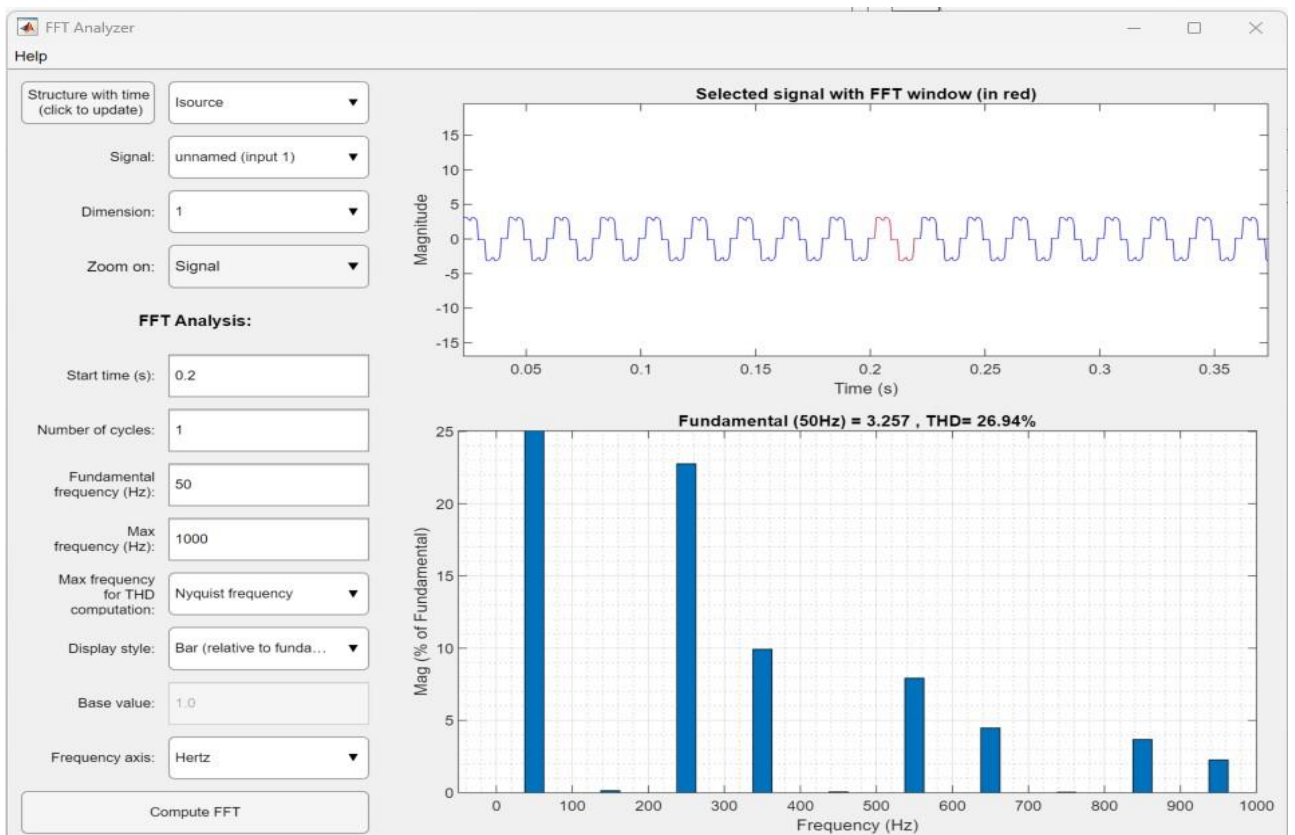 FFT Analyzer
Help
Structure with time
(click to update)
Isource
Signal:
unnamed (input 1)
Dimension:
1
Zoom on:
Signal
FFT Analysis:
Start time (s):
0.2
Number of cycles:
1
Fundamental
frequency (Hz):
50
Max
frequency (Hz):
1000
Max frequency
for THD
computation:
Nyquist frequency
Display style:
Bar (relative to funda...
Base value:
1.0
Frequency axis:
Hertz
Compute FFT
Selected signal with FFT window (in red)
Magnitude
15
10
5
0
-5
-10
-15
0.05 0.1 0.15 0.2 0.25 0.3 0.35
Time (s)
Fundamental (50Hz) = 3.257 , THD= 26.94%
Mag (% of Fundamental)
25
20
15
10
5
0
0 100 200 300 400 500 600 700 800 900 1000
Frequency (Hz)